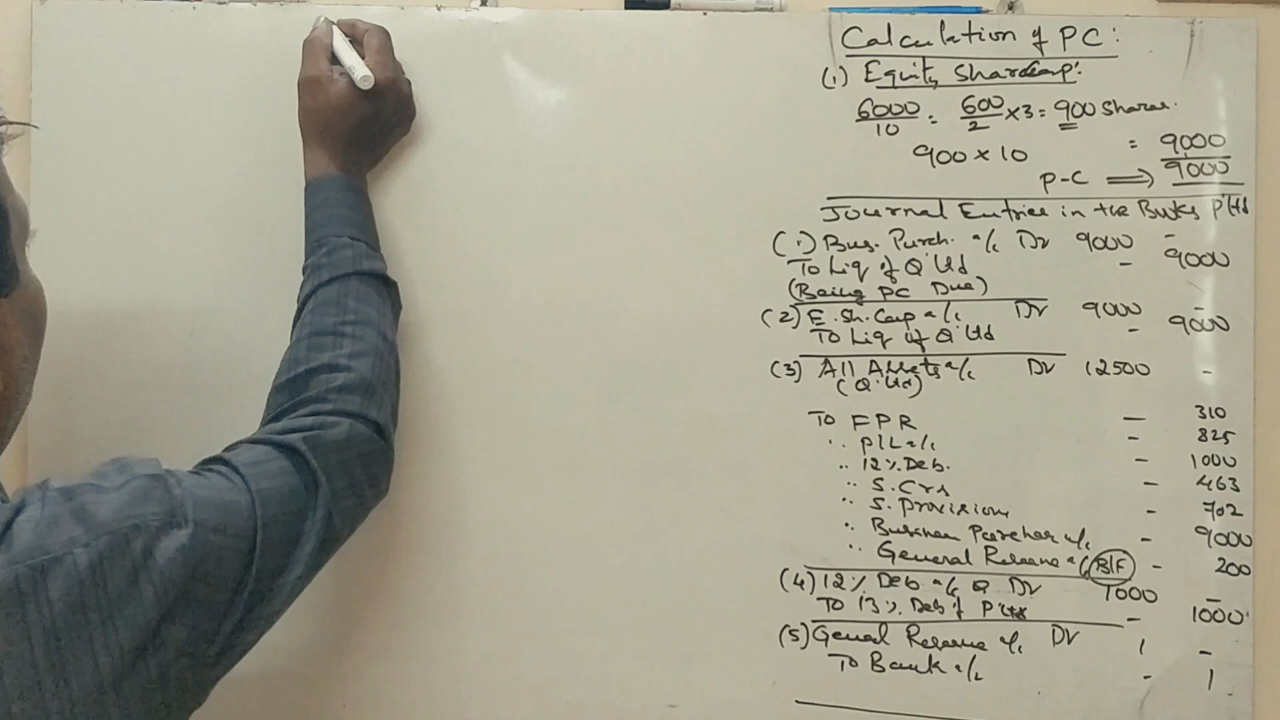 Calculation of PC:
(1) Equity ShareCap:
6000/10 = 600/2 ×3 = 900 Shares.
900 × 10 = 9000
P-C ⟹ 9000
Journal Entries in the Books P'Ltd
(1) Bus. Purch. a/c Dr 9000 -
To Liq of Q'Ltd - 9000
(Being PC Due)
(2) E.Sh.Cap a/c Dr 9000 -
To Liq of Q'Ltd - 9000
(3) All Assets a/c Dr 12500 -
(Q'Ltd)
To FPR - 310
" P/L a/c - 825
" 12% Deb. - 1000
" S. Crs - 463
" S. Provisions - 702
" Business Purchase a/c - 9000
" General Reserve a/c (B/F) - 200
(4) 12% Deb a/c Q Dr 1000 -
To 13% Deb of P'Ltd - 1000
(5) General Reserve a/c Dr 1 -
To Bank a/c - 1